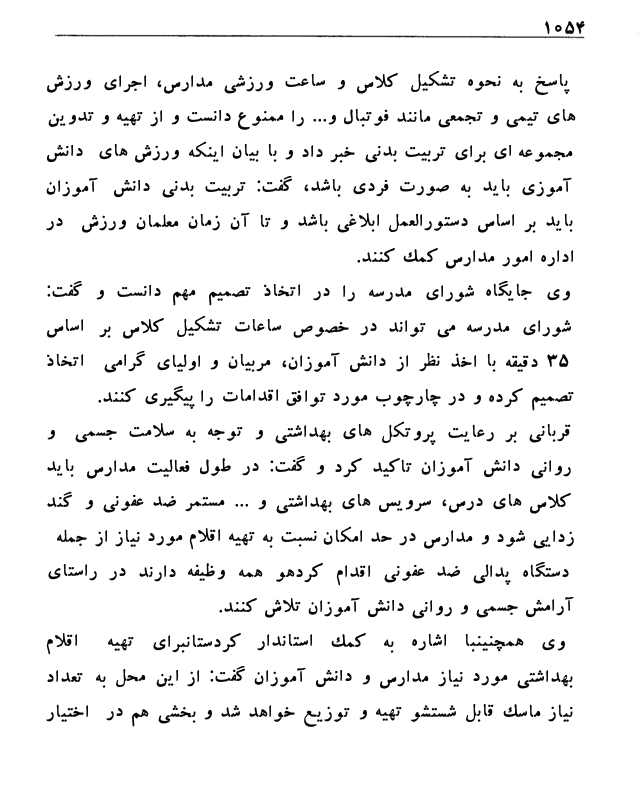 ۱۰۵۴
پاسخ به نحوه تشکیل کلاس و ساعت ورزشی مدارس، اجرای ورزش
های تیمی و تجمعی مانند فوتبال و... را ممنوع دانست و از تهیه و تدوین
مجموعه ای برای تربیت بدنی خبر داد و با بیان اینکه ورزش های دانش
آموزی باید به صورت فردی باشد، گفت: تربیت بدنی دانش آموزان
باید بر اساس دستورالعمل ابلاغی باشد و تا آن زمان معلمان ورزش در
اداره امور مدارس کمک کنند.
وی جایگاه شورای مدرسه را در اتخاذ تصمیم مهم دانست و گفت:
شورای مدرسه می تواند در خصوص ساعات تشکیل کلاس بر اساس
۳۵ دقیقه با اخذ نظر از دانش آموزان، مربیان و اولیای گرامی اتخاذ
تصمیم کرده و در چارچوب مورد توافق اقدامات را پیگیری کنند.
قربانی بر رعایت پروتکل های بهداشتی و توجه به سلامت جسمی و
روانی دانش آموزان تاکید کرد و گفت: در طول فعالیت مدارس باید
کلاس های درس، سرویس های بهداشتی و ... مستمر ضد عفونی و گند
زدایی شود و مدارس در حد امکان نسبت به تهیه اقلام مورد نیاز از جمله
دستگاه پدالی ضد عفونی اقدام کردهو همه وظیفه دارند در راستای
آرامش جسمی و روانی دانش آموزان تلاش کنند.
وی همچنینبا اشاره به کمک استاندار کردستانبرای تهیه اقلام
بهداشتی مورد نیاز مدارس و دانش آموزان گفت: از این محل به تعداد
نیاز ماسک قابل شستشو تهیه و توزیع خواهد شد و بخشی هم در اختیار